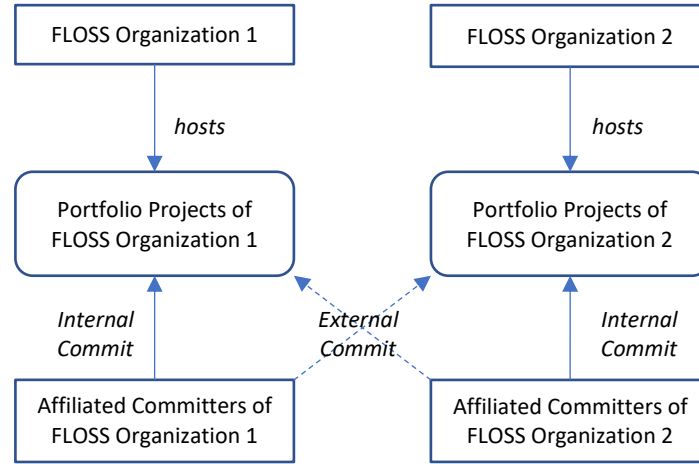 FLOSS Organization 1
FLOSS Organization 2
hosts
hosts
Portfolio Projects of
FLOSS Organization 1
Portfolio Projects of
FLOSS Organization 2
Internal
Commit
External
Commit
Internal
Commit
Affiliated Committers of
FLOSS Organization 1
Affiliated Committers of
FLOSS Organization 2